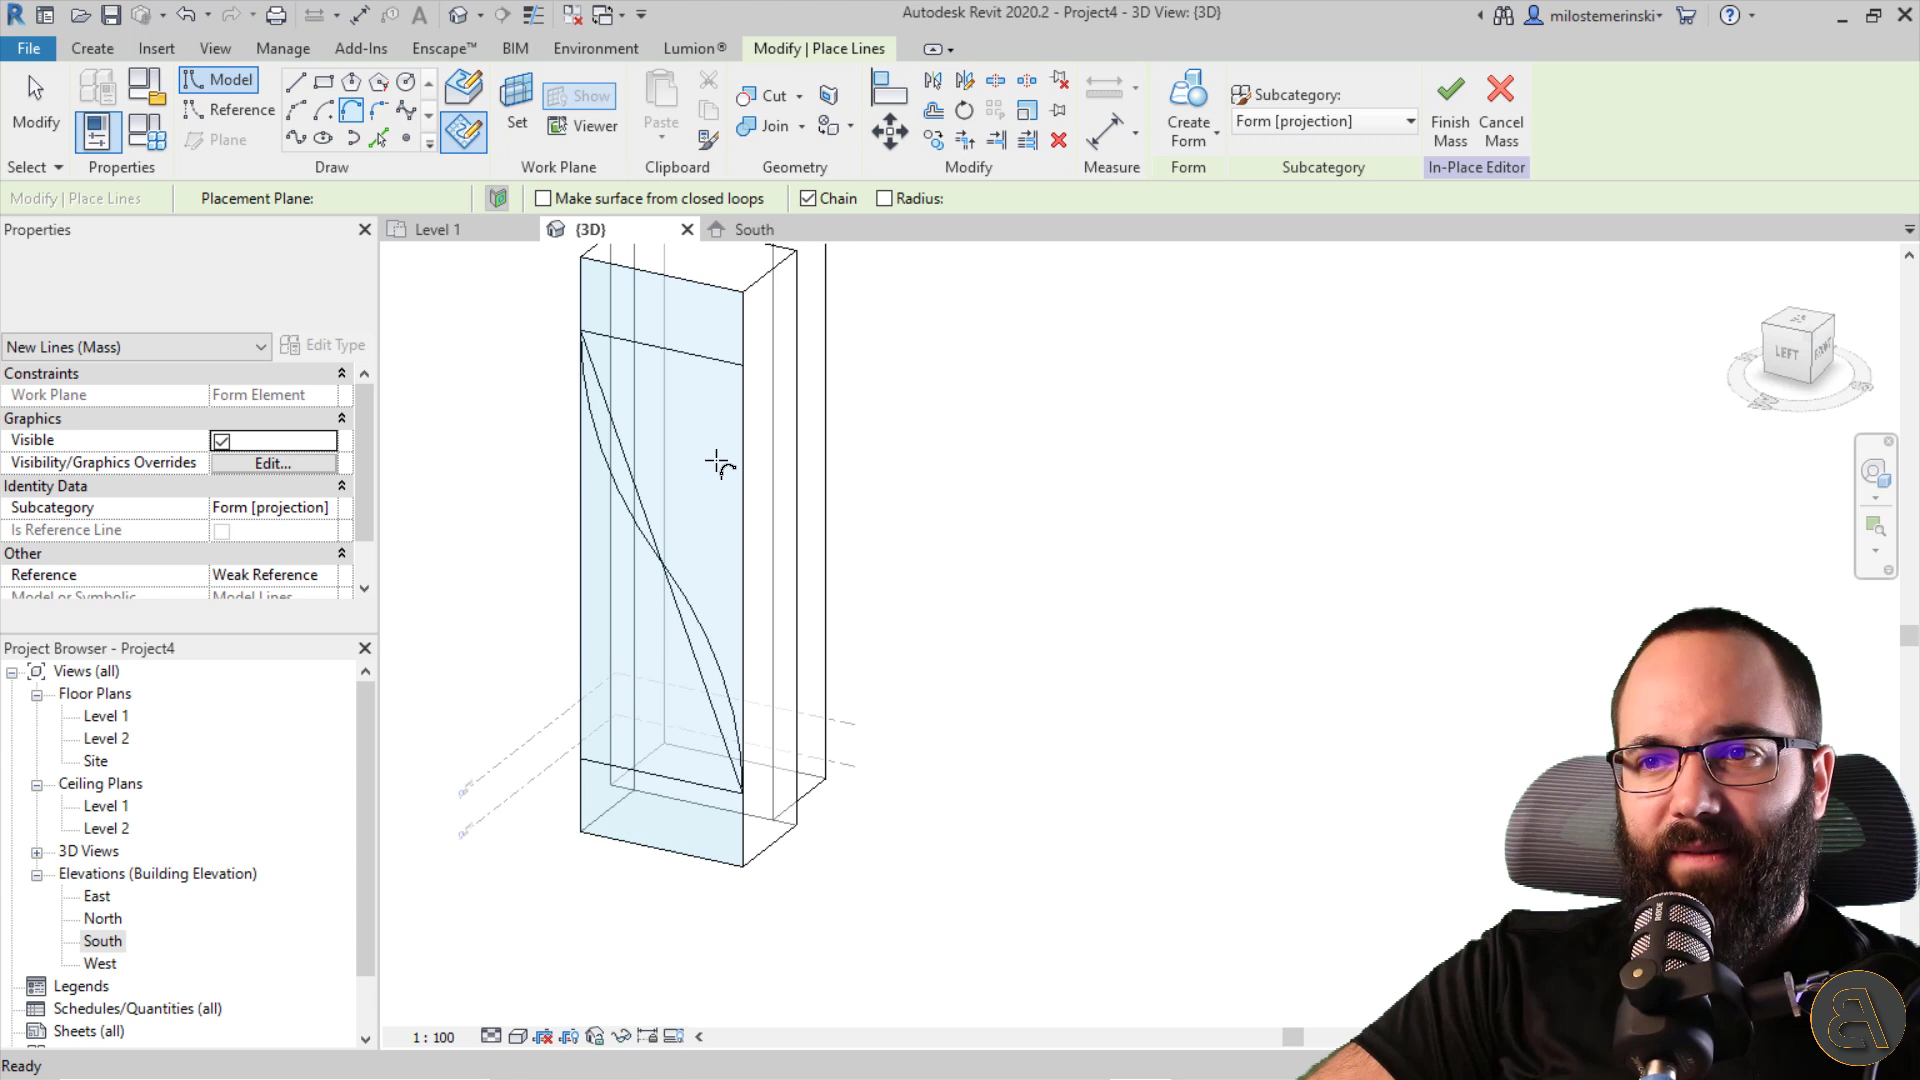 Autodesk Revit 2020.2 - Project4 - 3D View: {3D}
milostemerinski
File Create Insert View Manage Add-Ins Enscape™ BIM Environment Lumion® Modify | Place Lines
Modify
Select
Properties
Model
Reference
Plane
Draw
Set
Show
Viewer
Work Plane
Paste
Clipboard
Cut
Join
Geometry
Modify
Measure
Create Form
Form
Subcategory:
Form [projection]
Subcategory
Finish Mass
Cancel Mass
In-Place Editor
Modify | Place Lines
Placement Plane:
Make surface from closed loops
Chain
Radius:
Level 1
{3D}
South
Properties
New Lines (Mass)
Edit Type
Constraints
Work Plane Form Element
Graphics
Visible
Visibility/Graphics Overrides Edit...
Identity Data
Subcategory Form [projection]
Is Reference Line
Other
Reference Weak Reference
Model or Symbolic Model Lines
Project Browser - Project4
Views (all)
Floor Plans
Level 1
Level 2
Site
Ceiling Plans
Level 1
Level 2
3D Views
Elevations (Building Elevation)
East
North
South
West
Legends
Schedules/Quantities (all)
Sheets (all)
LEFT
1 : 100
Ready
RØDE